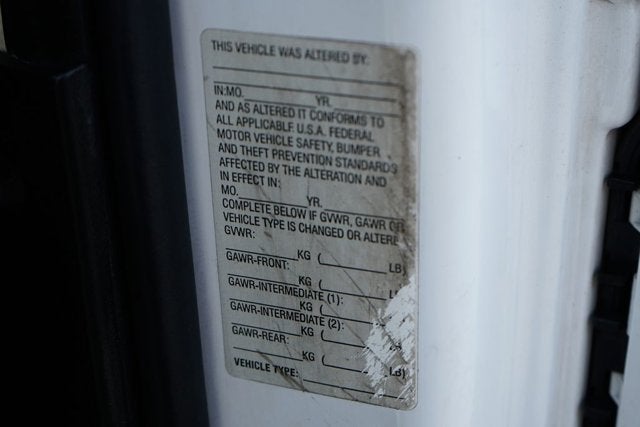 THIS VEHICLE WAS ALTERED BY:
IN:MO. YR.
AND AS ALTERED IT CONFORMS TO
ALL APPLICABLE U.S.A. FEDERAL
MOTOR VEHICLE SAFETY, BUMPER
AND THEFT PREVENTION STANDARDS
AFFECTED BY THE ALTERATION AND
IN EFFECT IN:
MO. YR.
COMPLETE BELOW IF GVWR, GAWR OR
VEHICLE TYPE IS CHANGED OR ALTERE
GVWR:
KG ( LB)
GAWR-FRONT:
KG ( LB)
GAWR-INTERMEDIATE (1):
KG (
GAWR-INTERMEDIATE (2):
KG (
GAWR-REAR:
KG ( LB)
VEHICLE TYPE: